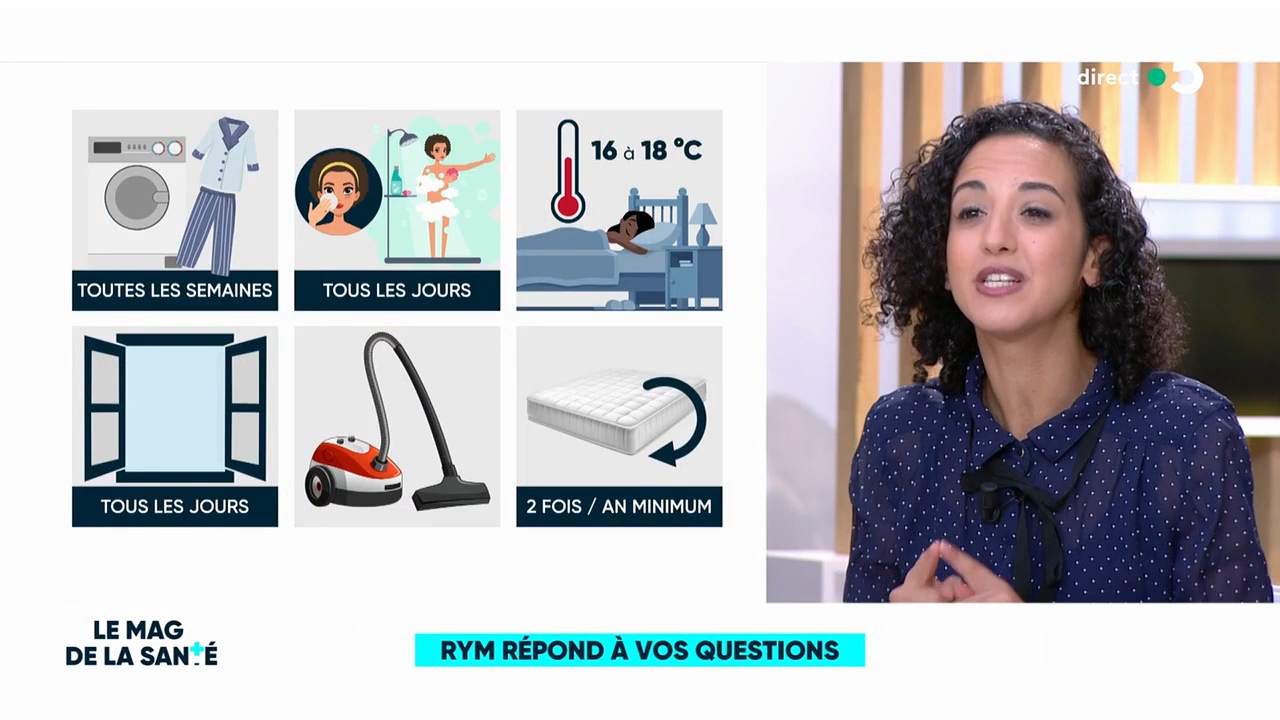 direct
16 à 18 °C
TOUTES LES SEMAINES
TOUS LES JOURS
TOUS LES JOURS
2 FOIS / AN MINIMUM
LE MAG
DE LA SANTÉ
RYM RÉPOND À VOS QUESTIONS